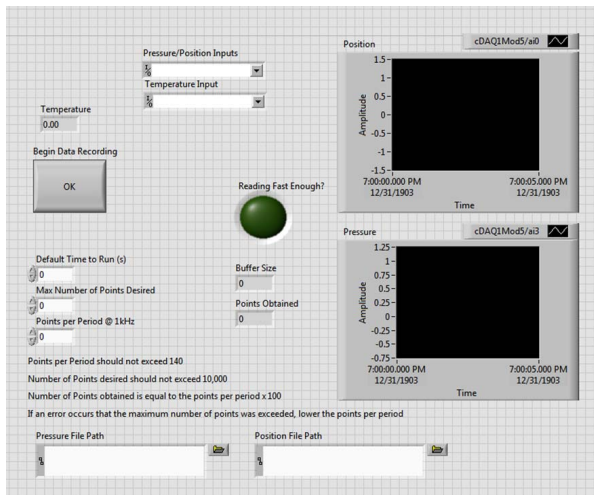 Pressure/Position Inputs
Temperature Input
Temperature
0.00
Begin Data Recording
OK
Reading Fast Enough?
Default Time to Run (s)
0
Max Number of Points Desired
0
Points per Period @ 1kHz
0
Buffer Size
0
Points Obtained
0
Points per Period should not exceed 140
Number of Points desired should not exceed 10,000
Number of Points obtained is equal to the points per period x 100
If an error occurs that the maximum number of points was exceeded, lower the points per period
Pressure File Path
Position File Path
Position
cDAQ1Mod5/ai0
Amplitude
1.5
1
0.5
0
-0.5
-1
-1.5
7:00:00.000 PM
12/31/1903
7:00:05.000 PM
12/31/1903
Time
Pressure
cDAQ1Mod5/ai3
Amplitude
1.25
1
0.75
0.5
0.25
0
-0.25
-0.5
-0.75
7:00:00.000 PM
12/31/1903
7:00:05.000 PM
12/31/1903
Time